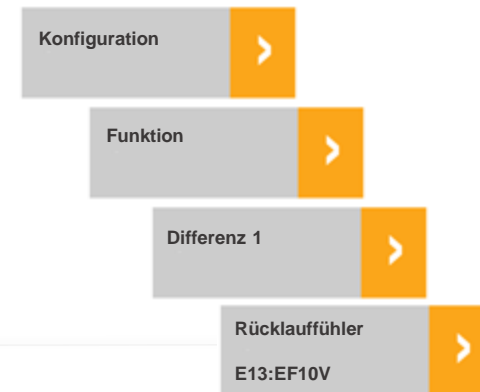 Konfiguration
Funktion
Differenz 1
Rücklauffühler
E13:EF10V